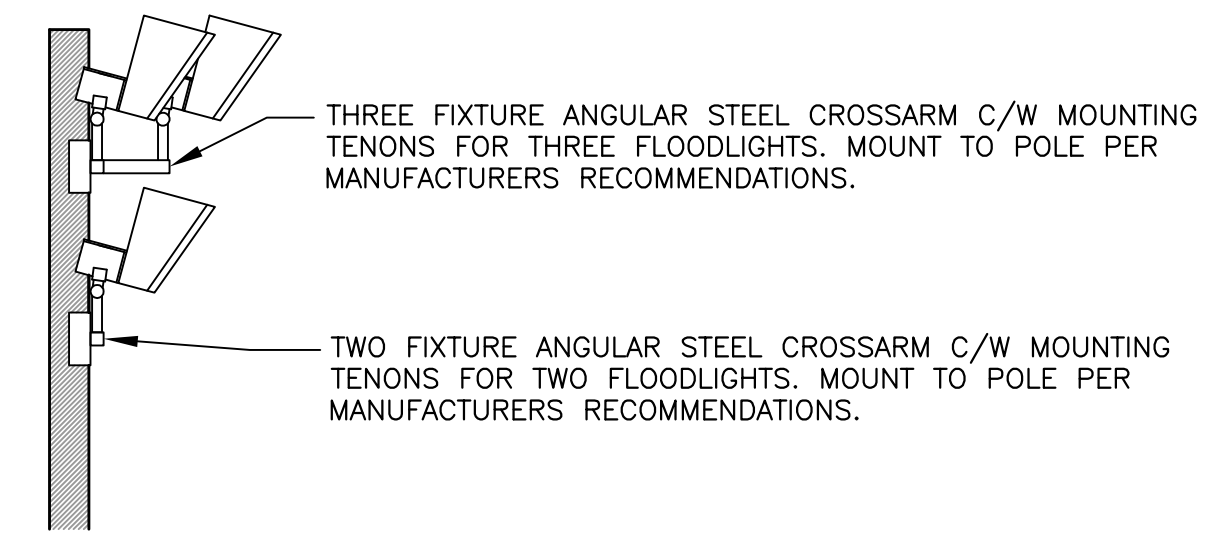 THREE FIXTURE ANGULAR STEEL CROSSARM C/W MOUNTING
TENONS FOR THREE FLOODLIGHTS. MOUNT TO POLE PER
MANUFACTURERS RECOMMENDATIONS.
TWO FIXTURE ANGULAR STEEL CROSSARM C/W MOUNTING
TENONS FOR TWO FLOODLIGHTS. MOUNT TO POLE PER
MANUFACTURERS RECOMMENDATIONS.